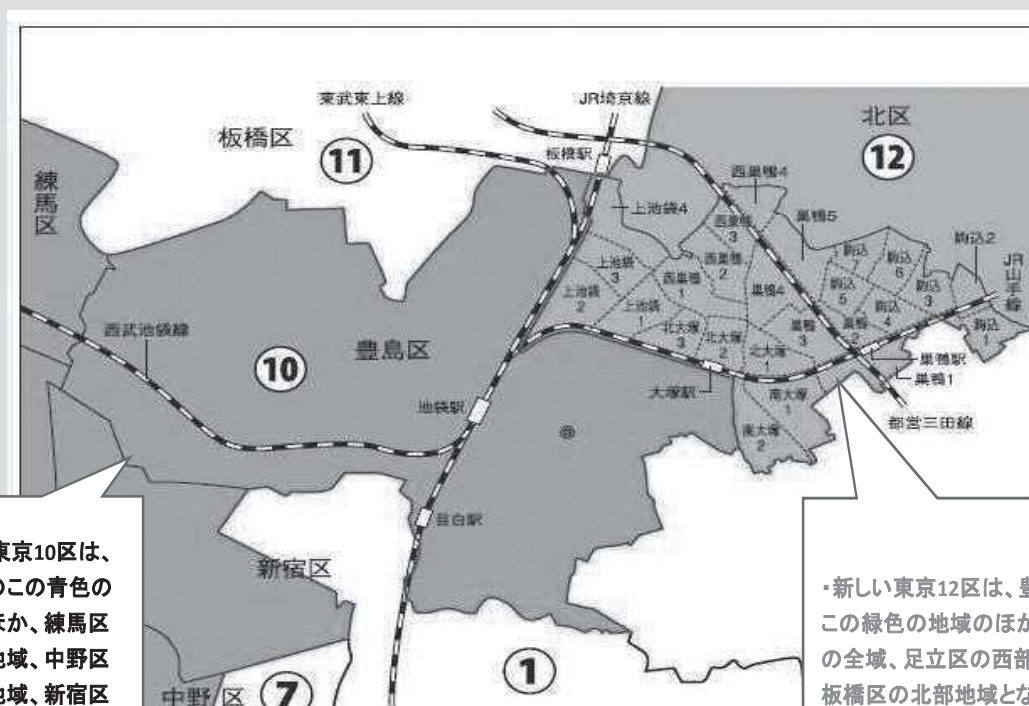 東武東上線
JR埼京線
板橋区
⑪
板橋駅
北区
⑫
練馬区
西巣鴨4
上池袋4
巣鴨5
西巣鴨3
駒込2
JR山手線
駒込7
駒込6
上池袋3
西巣鴨2
西巣鴨1
巣鴨4
駒込5
駒込3
上池袋2
上池袋1
駒込4
西武池袋線
豊島区
⑩
北大塚3
北大塚2
巣鴨3
巣鴨2
駒込1
北大塚1
巣鴨駅
巣鴨1
大塚駅
南大塚1
池袋駅
都営三田線
南大塚2
@
目白駅
新宿区
中野区
⑦
①
東京10区は、
のこの青色の
ほか、練馬区
地域、中野区
地域、新宿区
・新しい東京12区は、豊
この緑色の地域のほか
の全域、足立区の西部
板橋区の北部地域とな